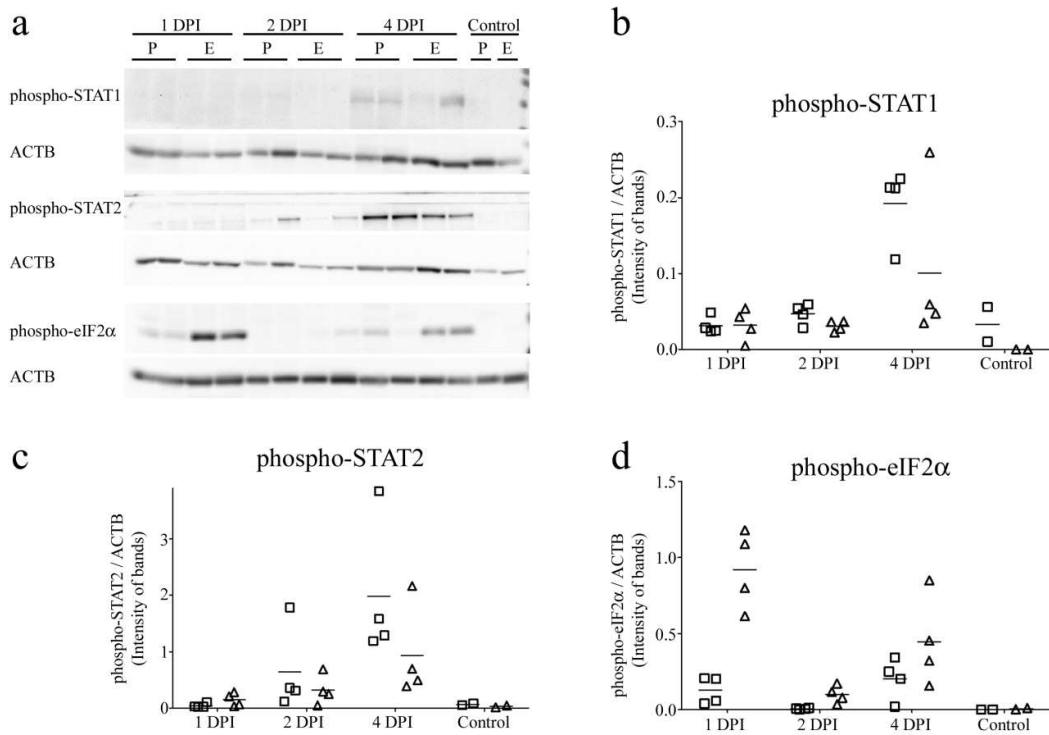 a
1 DPI 2 DPI 4 DPI Control
P E P E P E P E
phospho-STAT1
ACTB
phospho-STAT2
ACTB
phospho-eIF2α
ACTB
b
phospho-STAT1
phospho-STAT1 / ACTB
(Intensity of bands)
0.3
0.2
0.1
0.0
1 DPI 2 DPI 4 DPI Control
c
phospho-STAT2
phospho-STAT2 / ACTB
(Intensity of bands)
3
2
1
0
1 DPI 2 DPI 4 DPI Control
d
phospho-eIF2α
phospho-eIF2α / ACTB
(Intensity of bands)
1.5
1.0
0.5
0.0
1 DPI 2 DPI 4 DPI Control